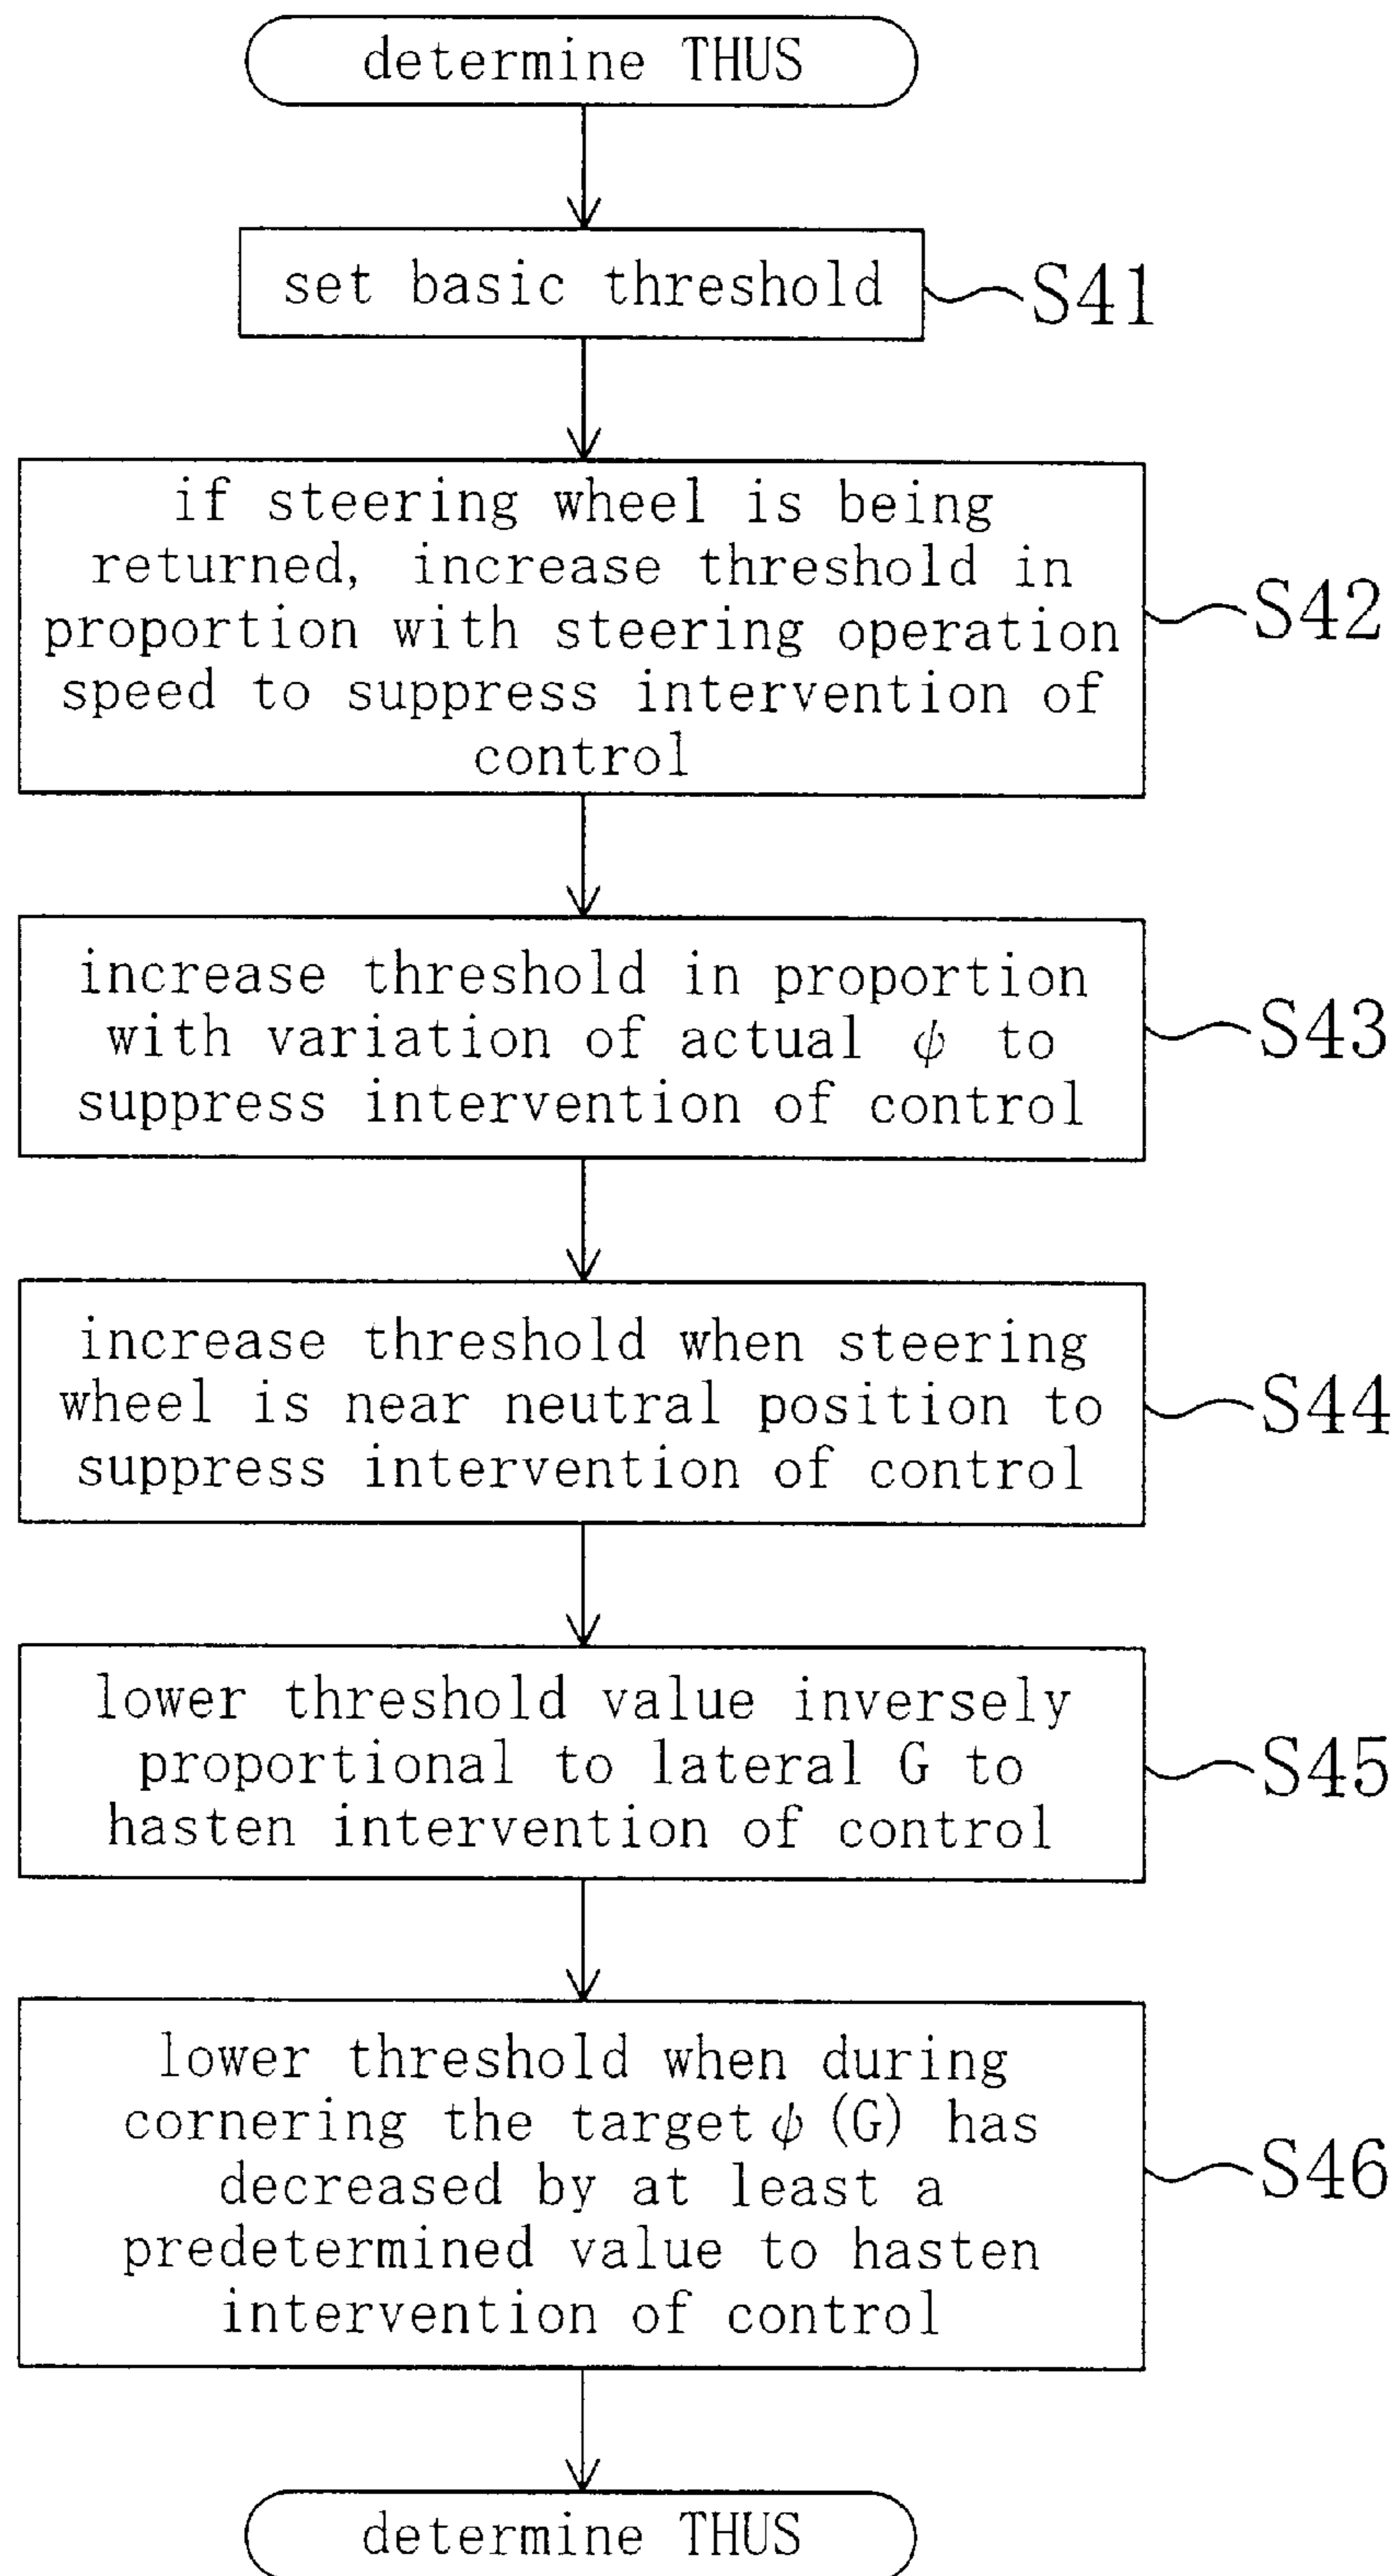 determine THUS
set basic threshold
S41
if steering wheel is being
returned, increase threshold in
proportion with steering operation
speed to suppress intervention of
control
S42
increase threshold in proportion
with variation of actual ψ to
suppress intervention of control
S43
increase threshold when steering
wheel is near neutral position to
suppress intervention of control
S44
lower threshold value inversely
proportional to lateral G to
hasten intervention of control
S45
lower threshold when during
cornering the target ψ (G) has
decreased by at least a
predetermined value to hasten
intervention of control
S46
determine THUS